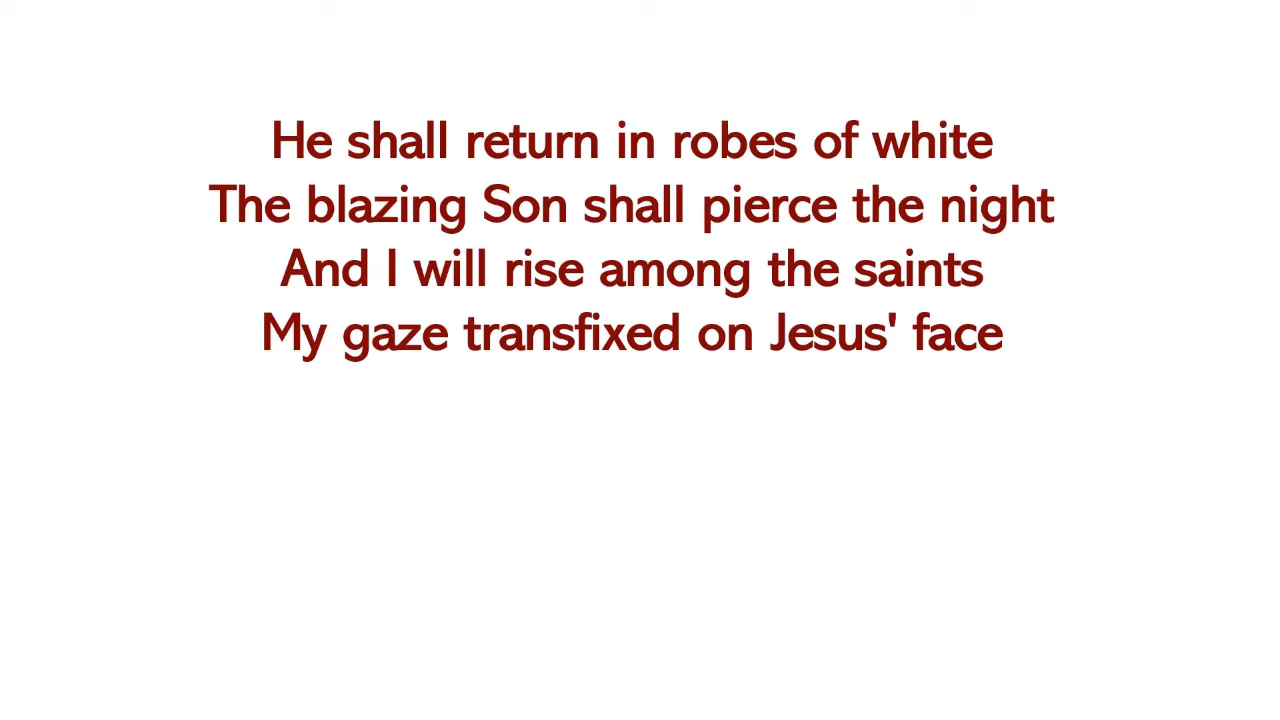 He shall return in robes of white
The blazing Son shall pierce the night
And I will rise among the saints
My gaze transfixed on Jesus' face